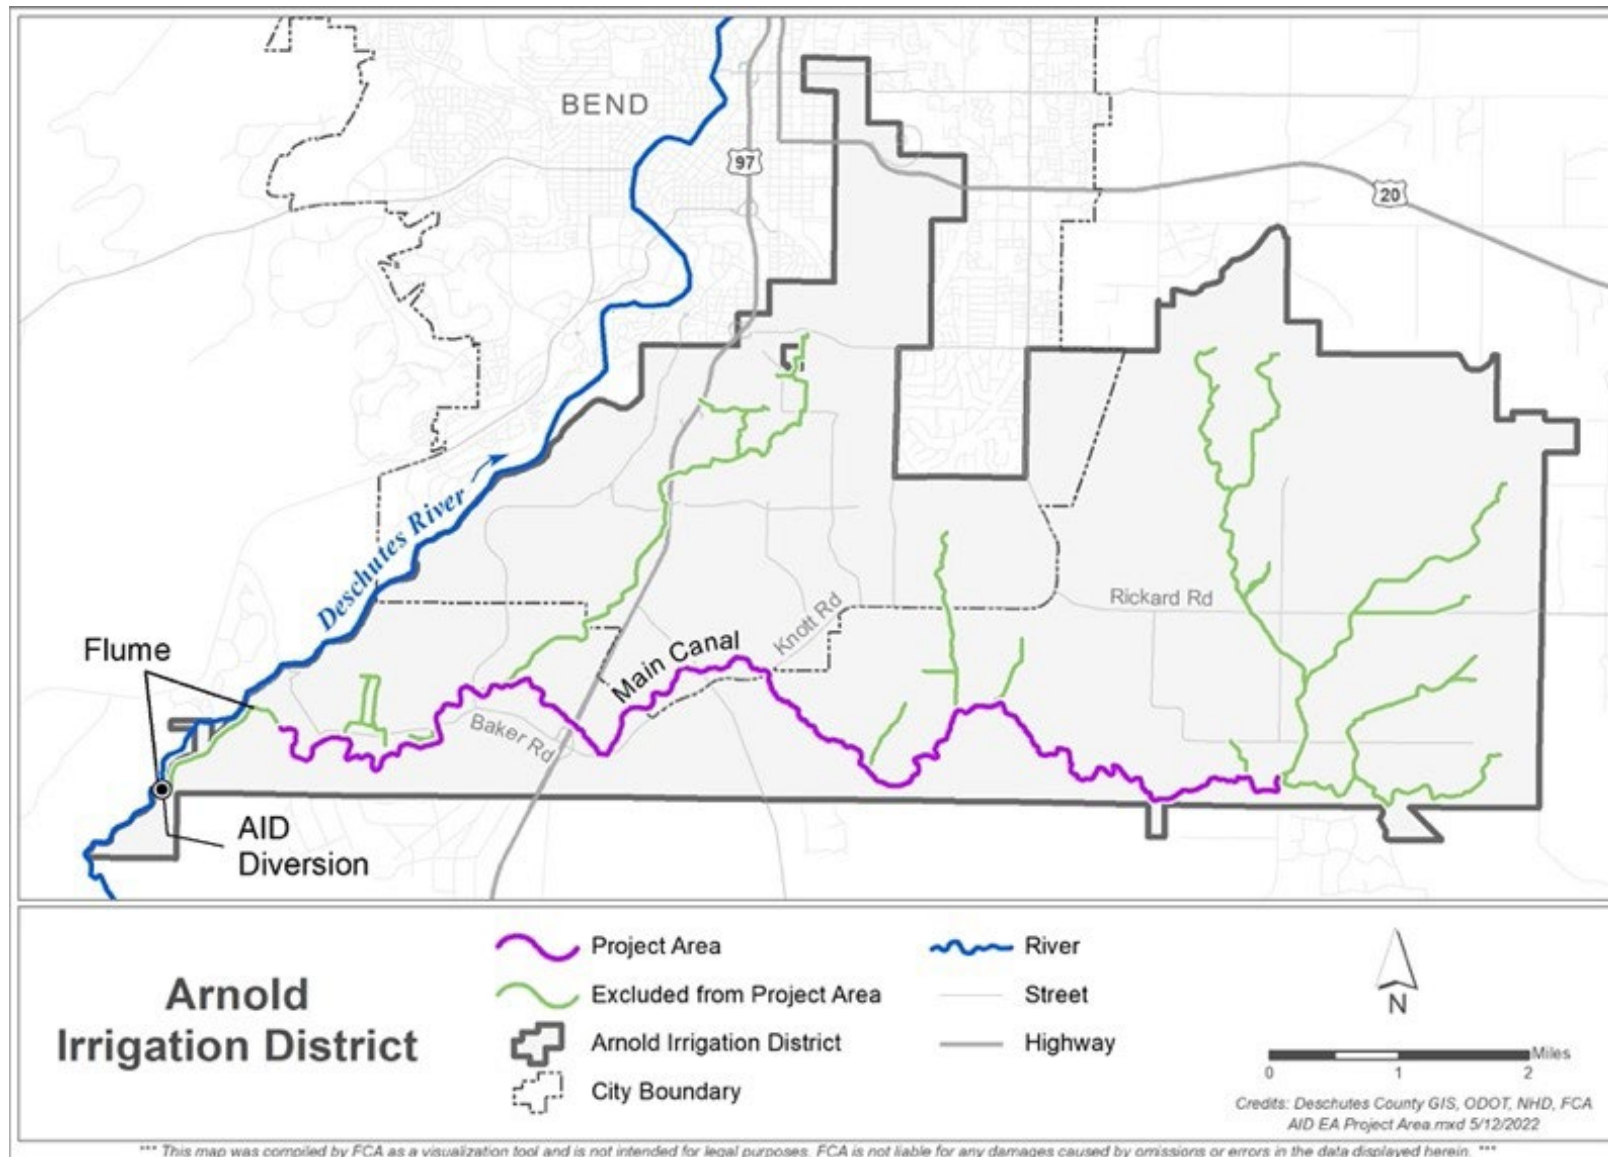 BEND
97
20
Deschutes River
Flume
Rickard Rd
Knott Rd
Main Canal
Baker Rd
AID
Diversion
Arnold
Irrigation District
Project Area
Excluded from Project Area
Arnold Irrigation District
City Boundary
River
Street
Highway
N
Miles
0 1 2
Credits: Deschutes County GIS, ODOT, NHD, FCA
AID EA Project Area.mxd 5/12/2022
*** This map was compiled by FCA as a visualization tool and is not intended for legal purposes. FCA is not liable for any damages caused by omissions or errors in the data displayed herein. ***